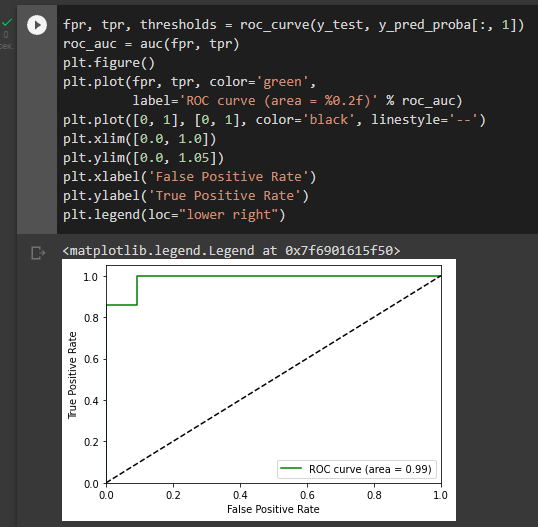 fpr, tpr, thresholds = roc_curve(y_test, y_pred_proba[:, 1])
roc_auc = auc(fpr, tpr)
plt.figure()
plt.plot(fpr, tpr, color='green',
         label='ROC curve (area = %0.2f)' % roc_auc)
plt.plot([0, 1], [0, 1], color='black', linestyle='--')
plt.xlim([0.0, 1.0])
plt.ylim([0.0, 1.05])
plt.xlabel('False Positive Rate')
plt.ylabel('True Positive Rate')
plt.legend(loc="lower right")
0
сек.
<matplotlib.legend.Legend at 0x7f6901615f50>
1.0
0.8
0.6
0.4
0.2
0.0
True Positive Rate
ROC curve (area = 0.99)
0.0 0.2 0.4 0.6 0.8 1.0
False Positive Rate